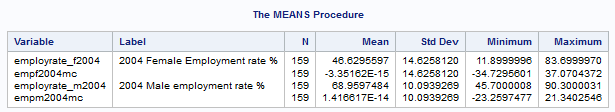 The MEANS Procedure
Variable Label N Mean Std Dev Minimum Maximum
employrate_f2004 2004 Female Employment rate % 159 46.6295597 14.6258120 11.8999996 83.6999970
empf2004mc 159 -3.35162E-15 14.6258120 -34.7295601 37.0704372
employrate_m2004 2004 Male employment rate % 159 68.9597484 10.0939269 45.7000008 90.3000031
empm2004mc 159 1.416617E-14 10.0939269 -23.2597477 21.3402546